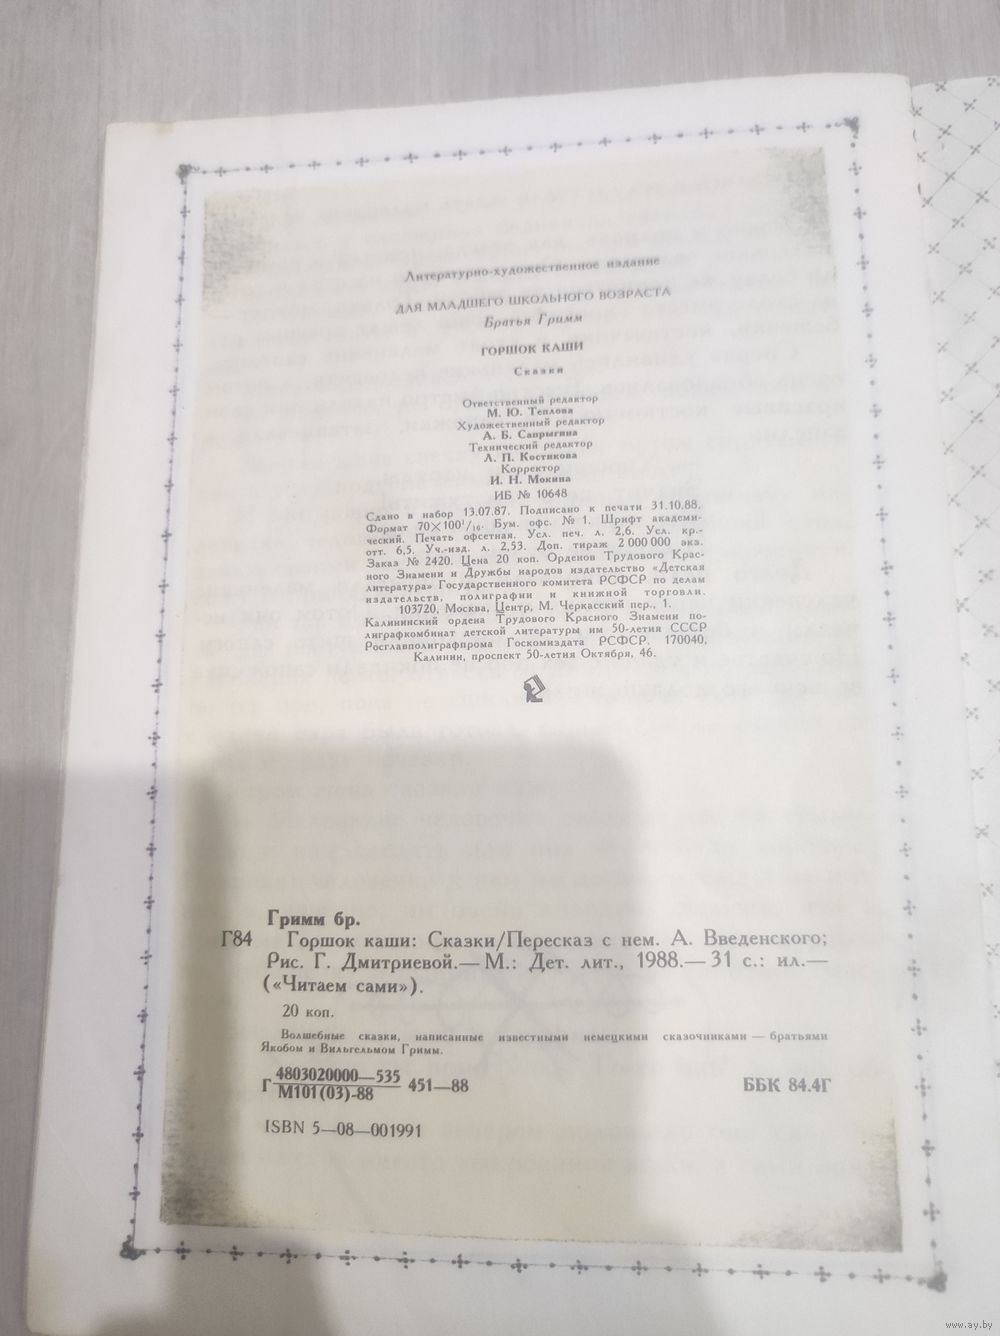 Литературно-художественное издание
ДЛЯ МЛАДШЕГО ШКОЛЬНОГО ВОЗРАСТА
Братья Гримм
ГОРШОК КАШИ
Сказки
Ответственный редактор
М. Ю. Теплова
Художественный редактор
А. Б. Сапрыгина
Технический редактор
Л. П. Костикова
Корректор
И. Н. Мокина
ИБ № 10648
Сдано в набор 13.07.87. Подписано к печати 31.10.88.
Формат 70×100¹/₁₆. Бум. офс. № 1. Шрифт академи-
ческий. Печать офсетная. Усл. печ. л. 2,6. Усл. кр.-
отт. 6,5. Уч.-изд. л. 2,53. Доп. тираж 2 000 000 экз.
Заказ № 2420. Цена 20 коп. Орденов Трудового Крас-
ного Знамени и Дружбы народов издательство «Детская
литература» Государственного комитета РСФСР по делам
издательств, полиграфии и книжной торговли.
103720, Москва, Центр, М. Черкасский пер., 1.
Калининский ордена Трудового Красного Знамени по-
лиграфкомбинат детской литературы им 50-летия СССР
Росглавполиграфпрома Госкомиздата РСФСР. 170040,
Калинин, проспект 50-летия Октября, 46.
Гримм бр.
Г84 Горшок каши: Сказки/Пересказ с нем. А. Введенского;
Рис. Г. Дмитриевой.— М.: Дет. лит., 1988.— 31 с.: ил.—
(«Читаем сами»).
20 коп.
Волшебные сказки, написанные известными немецкими сказочниками — братьями
Якобом и Вильгельмом Гримм.
Г 4803020000—535 451—88 ББК 84.4Г
М101(03)-88
ISBN 5—08—001991
www.ay.by